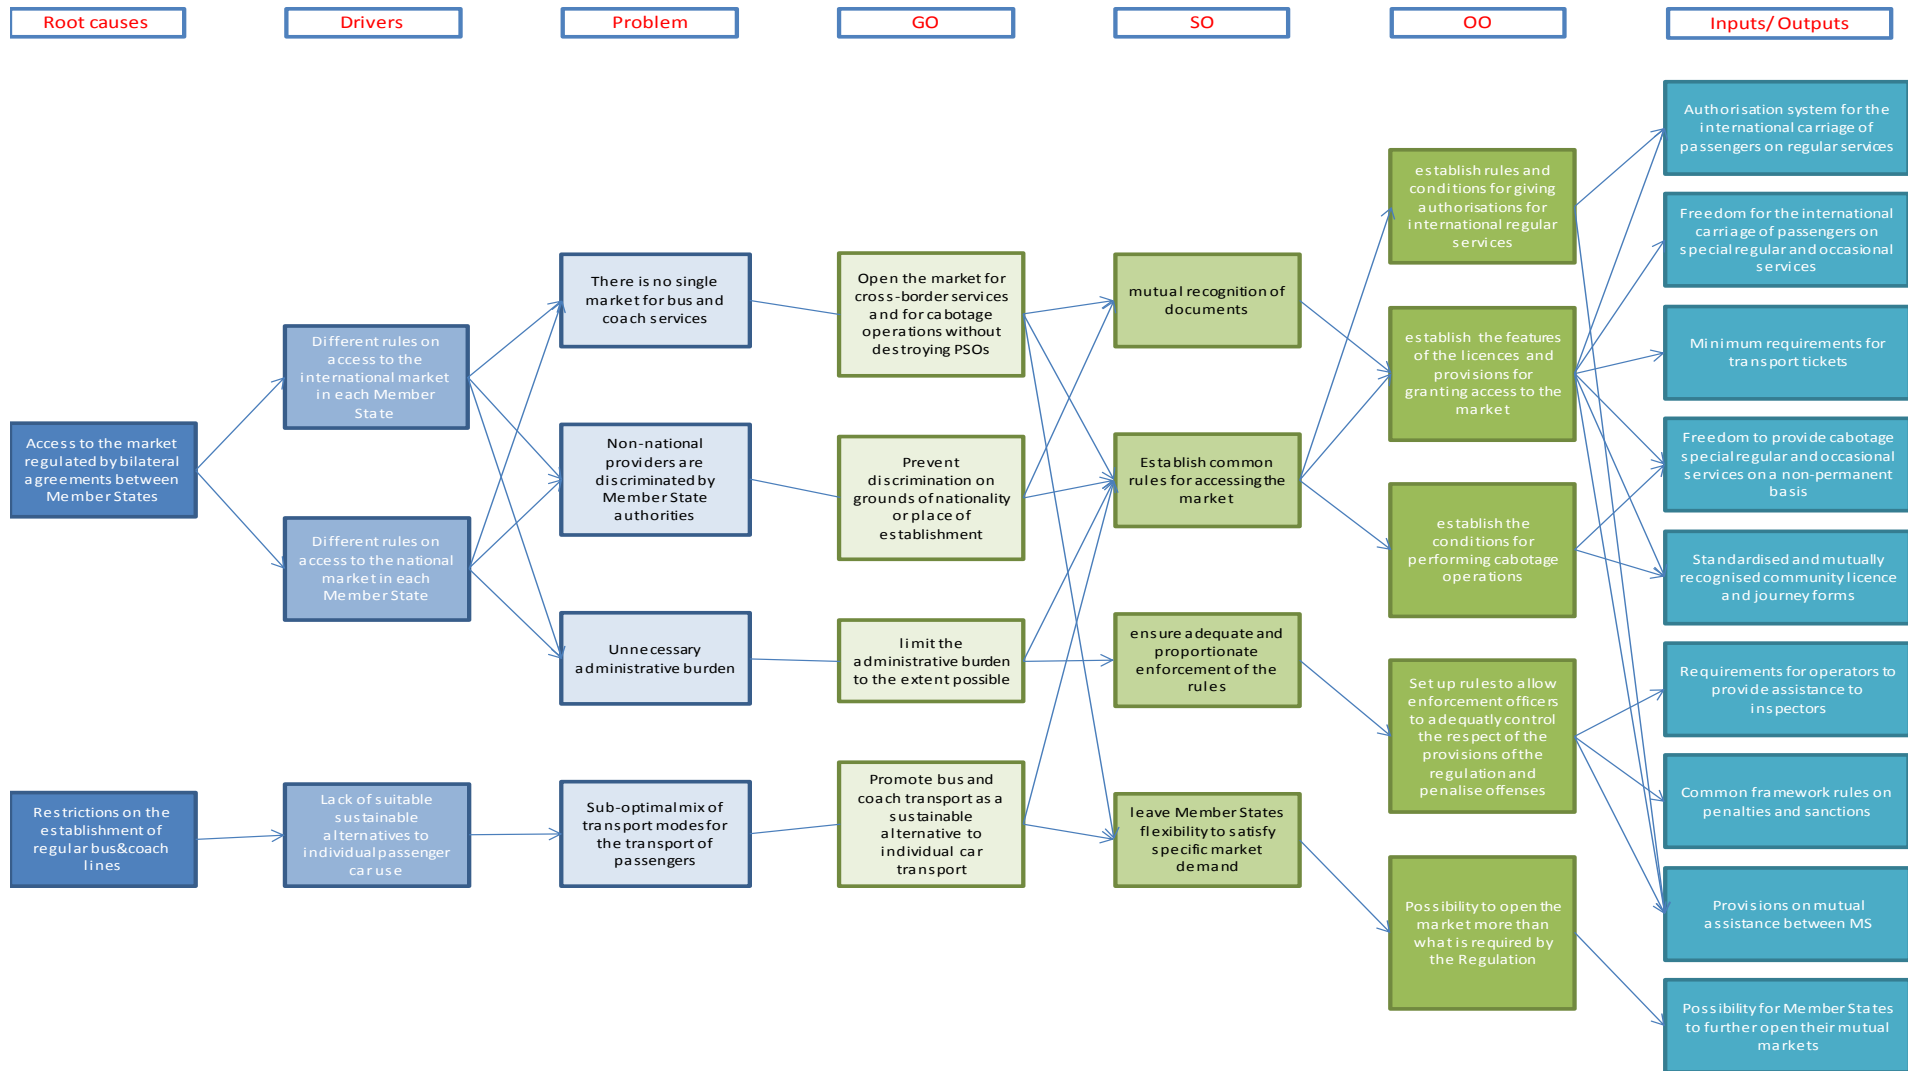 Root causes
Drivers
Problem
GO
SO
OO
Inputs/ Outputs
Access to the market
regulated by bilateral
agreements between
Member States
Restrictions on the
establishment of
regular bus&coach
lines
Different rules on
access to the
international market
in each Member
State
Different rules on
access to the national
market in each
Member State
Lack of suitable
sustainable
alternatives to
individual passenger
car use
There is no single
market for bus and
coach services
Non-national
providers are
discriminated by
Member State
authorities
Unnecessary
administrative burden
Sub-optimal mix of
transport modes for
the transport of
passengers
Open the market for
cross-border services
and for cabotage
operations without
destroying PSOs
Prevent
discrimination on
grounds of nationality
or place of
establishment
limit the
administrative burden
to the extent possible
Promote bus and
coach transport as a
sustainable
alternative to
individual car
transport
mutual recognition of
documents
Establish common
rules for accessing the
market
ensure adequate and
proportionate
enforcement of the
rules
leave Member States
flexibility to satisfy
specific market
demand
establish rules and
conditions for giving
authorisations for
international regular
services
establish the features
of the licences and
provisions for
granting access to the
market
establish the
conditions for
performing cabotage
operations
Set up rules to allow
enforcement officers
to adequatly control
the respect of the
provisions of the
regulation and
penalise offenses
Possibility to open the
market more than
what is required by
the Regulation
Authorisation system for the
international carriage of
passengers on regular services
Freedom for the international
carriage of passengers on
special regular and occasional
services
Minimum requirements for
transport tickets
Freedom to provide cabotage
special regular and occasional
services on a non-permanent
basis
Standardised and mutually
recognised community licence
and journey forms
Requirements for operators to
provide assistance to
inspectors
Common framework rules on
penalties and sanctions
Provisions on mutual
assistance between MS
Possibility for Member States
to further open their mutual
markets